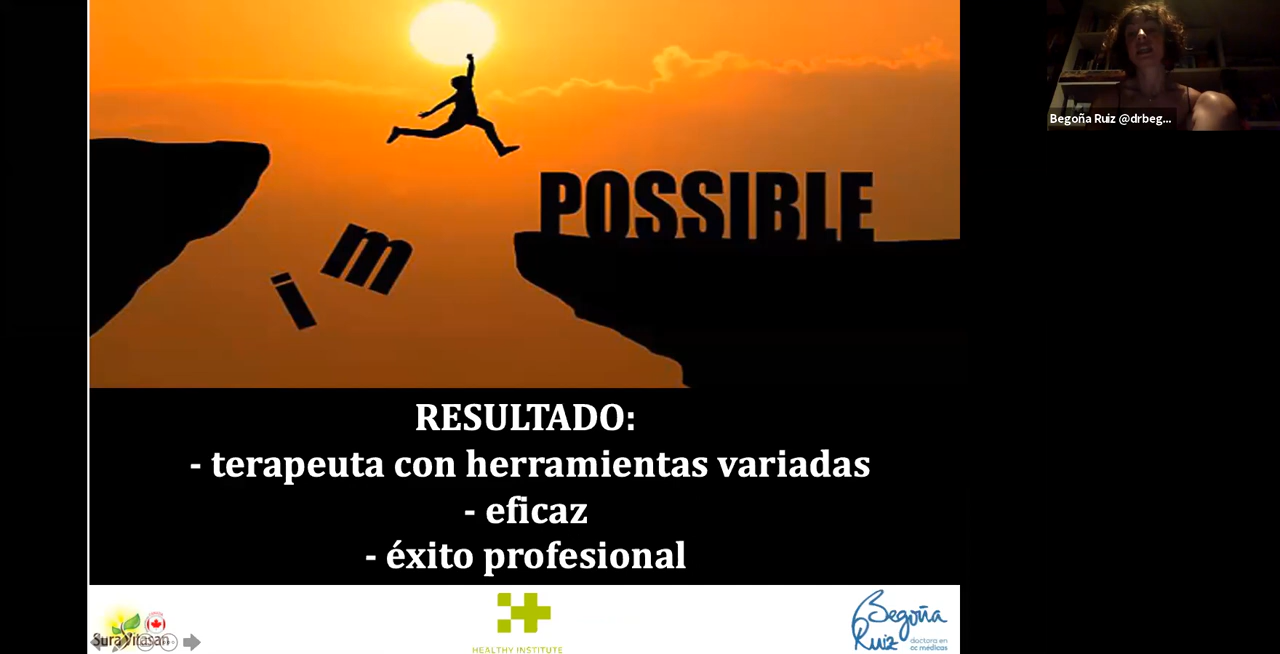 Begoña Ruiz @drbeg...
POSSIBLE
im
RESULTADO:
- terapeuta con herramientas variadas
- eficaz
- éxito profesional
Sura Vitasan
HEALTHY INSTITUTE
Begoña
Ruiz
doctora en
cc médicas